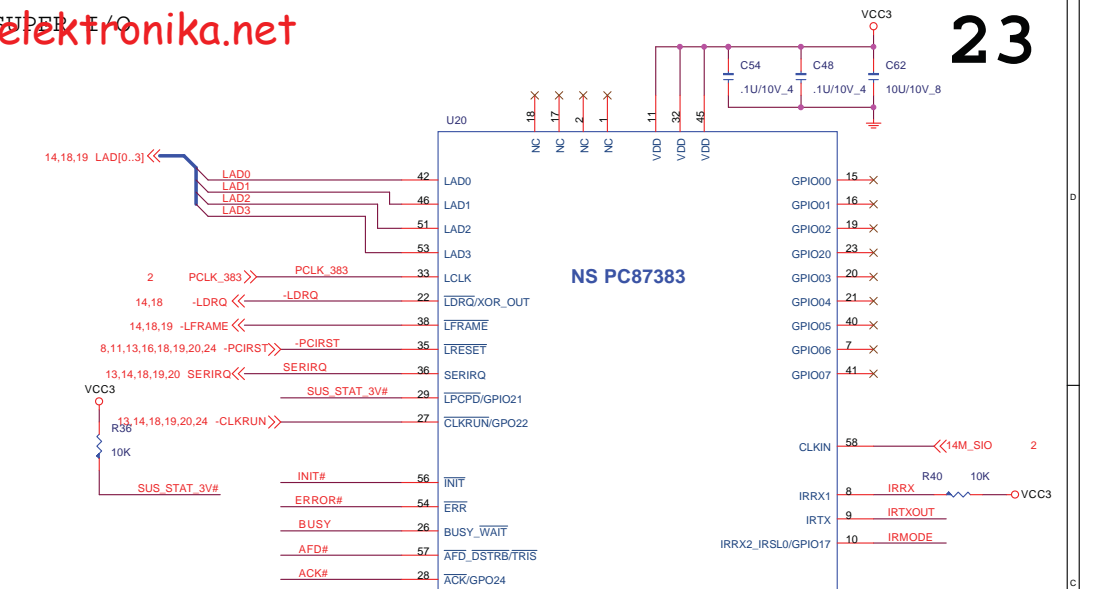 SUPER I/O
elektronika.net
23
VCC3
C54
.1U/10V_4
C48
.1U/10V_4
C62
10U/10V_8
U20
18
17
2
1
11
32
45
NC
NC
NC
NC
VDD
VDD
VDD
NS PC87383
14,18,19 LAD[0..3]
LAD0
42
LAD0
LAD1
46
LAD1
LAD2
51
LAD2
LAD3
53
LAD3
2 PCLK_383
PCLK_383
33
LCLK
14,18 -LDRQ
-LDRQ
22
LDRQ/XOR_OUT
14,18,19 -LFRAME
38
LFRAME
8,11,13,16,18,19,20,24 -PCIRST
-PCIRST
35
LRESET
13,14,18,19,20 SERIRQ
SERIRQ
36
SERIRQ
SUS_STAT_3V#
29
LPCPD/GPIO21
13,14,18,19,20,24 -CLKRUN
27
CLKRUN/GPO22
VCC3
R36
10K
SUS_STAT_3V#
INIT#
56
INIT
ERROR#
54
ERR
BUSY
26
BUSY_WAIT
AFD#
57
AFD_DSTRB/TRIS
ACK#
28
ACK/GPO24
GPIO00
15
GPIO01
16
GPIO02
19
GPIO20
23
GPIO03
20
GPIO04
21
GPIO05
40
GPIO06
7
GPIO07
41
CLKIN
58
14M_SIO 2
IRRX1
8
IRRX
R40
10K
VCC3
IRTX
9
IRTXOUT
IRRX2_IRSL0/GPIO17
10
IRMODE
D
C